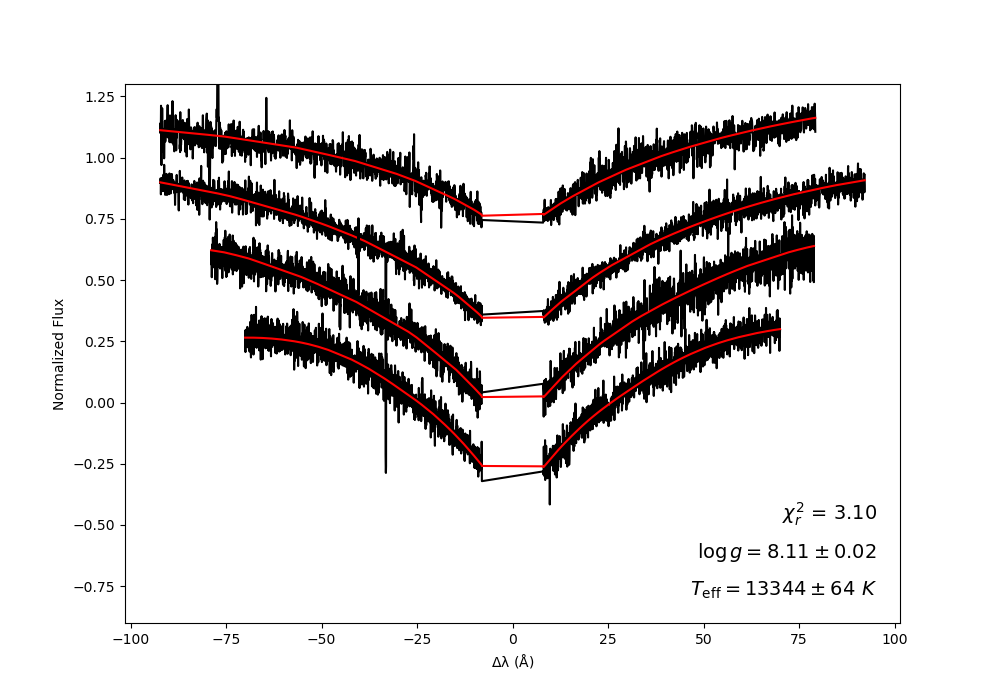 1.25
1.00
0.75
0.50
0.25
0.00
−0.25
−0.50
−0.75
Normalized Flux
χ²ᵣ = 3.10
log g = 8.11 ± 0.02
T_eff = 13344 ± 64 K
−100 −75 −50 −25 0 25 50 75 100
Δλ (Å)